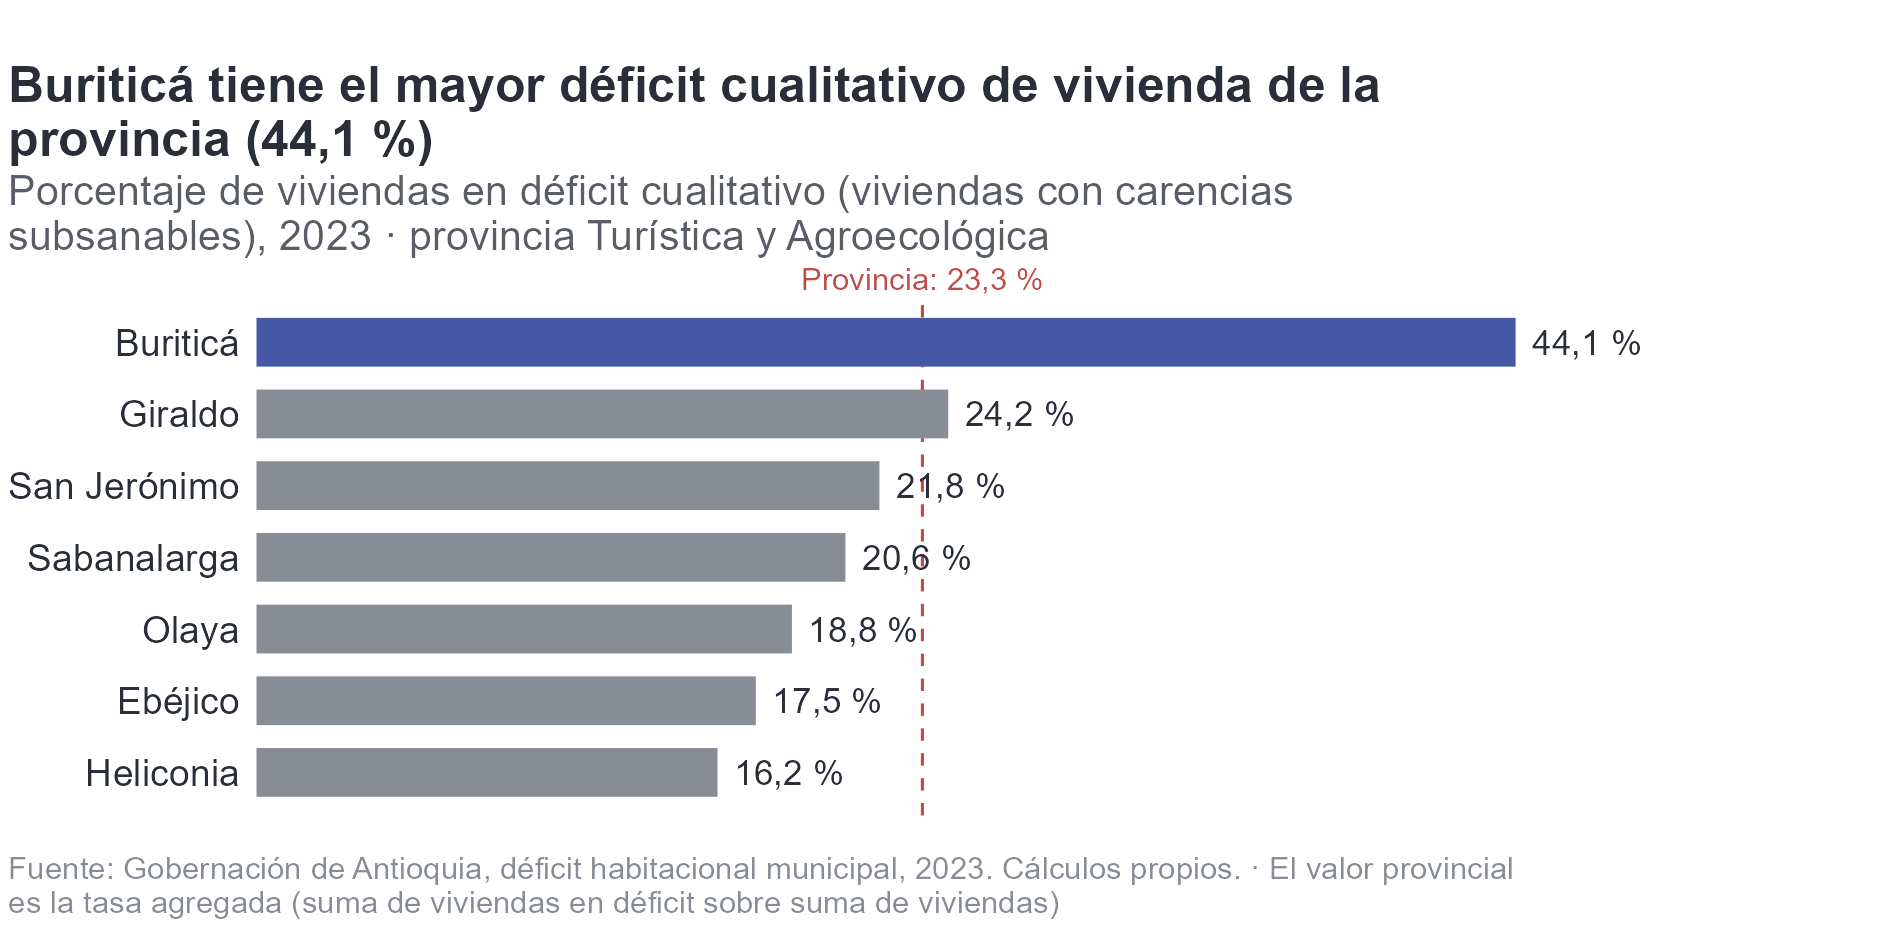 Buriticá tiene el mayor déficit cualitativo de vivienda de la
provincia (44,1 %)
Porcentaje de viviendas en déficit cualitativo (viviendas con carencias
subsanables), 2023 · provincia Turística y Agroecológica
Provincia: 23,3 %
Buriticá 44,1 %
Giraldo 24,2 %
San Jerónimo 21,8 %
Sabanalarga 20,6 %
Olaya 18,8 %
Ebéjico 17,5 %
Heliconia 16,2 %
Fuente: Gobernación de Antioquia, déficit habitacional municipal, 2023. Cálculos propios. · El valor provincial
es la tasa agregada (suma de viviendas en déficit sobre suma de viviendas)